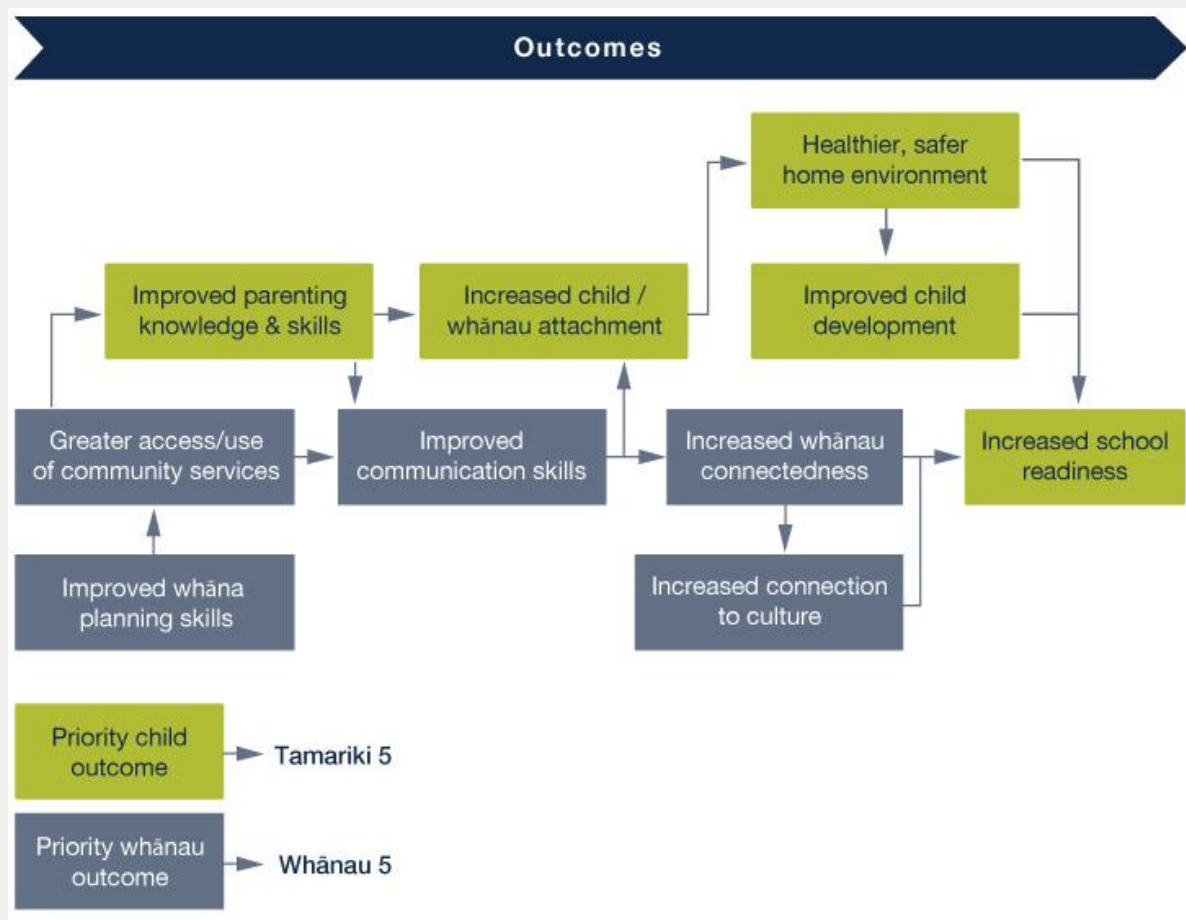 Outcomes
Healthier, safer
home environment
Improved parenting
knowledge & skills
Increased child /
whānau attachment
Improved child
development
Greater access/use
of community services
Improved
communication skills
Increased whānau
connectedness
Increased school
readiness
Improved whāna
planning skills
Increased connection
to culture
Priority child
outcome
Tamariki 5
Priority whānau
outcome
Whānau 5